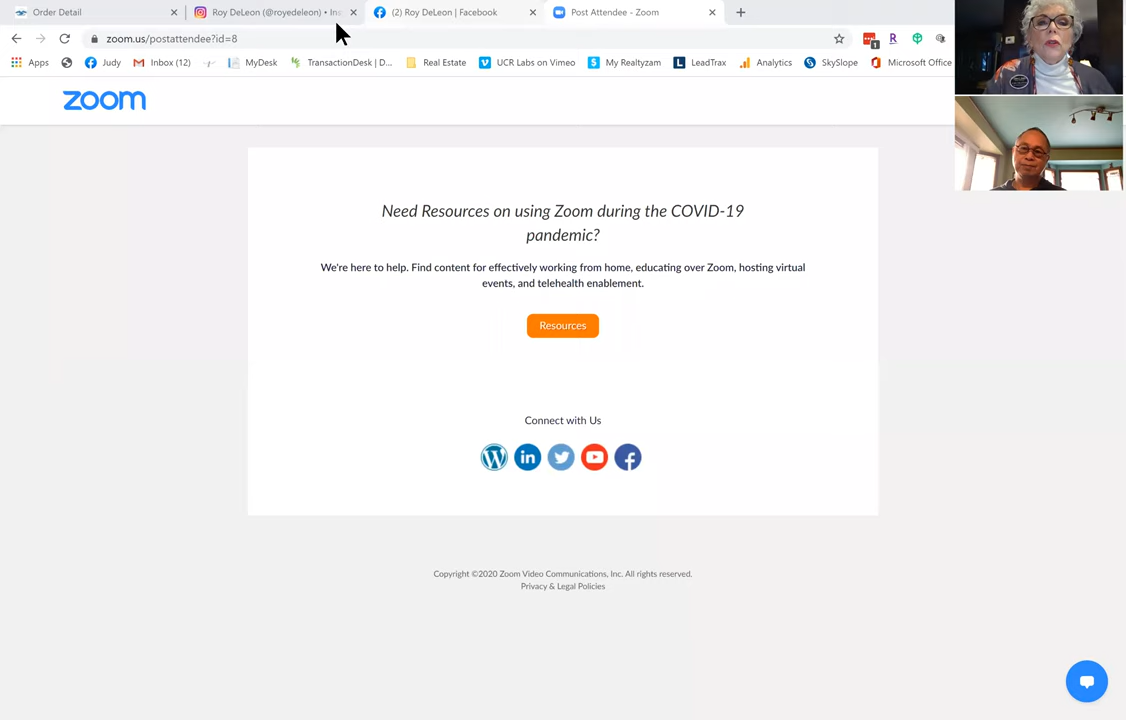 Order Detail
Roy DeLeon (@royedeleon) • Ins
(2) Roy DeLeon | Facebook
Post Attendee - Zoom
zoom.us/postattendee?id=8
1
R
Apps
Judy
Inbox (12)
MyDesk
TransactionDesk | D...
Real Estate
UCR Labs on Vimeo
My Realtyzam
LeadTrax
Analytics
SkySlope
Microsoft Office
zoom
Need Resources on using Zoom during the COVID-19
pandemic?
We're here to help. Find content for effectively working from home, educating over Zoom, hosting virtual
events, and telehealth enablement.
Resources
Connect with Us
Copyright ©2020 Zoom Video Communications, Inc. All rights reserved.
Privacy & Legal Policies